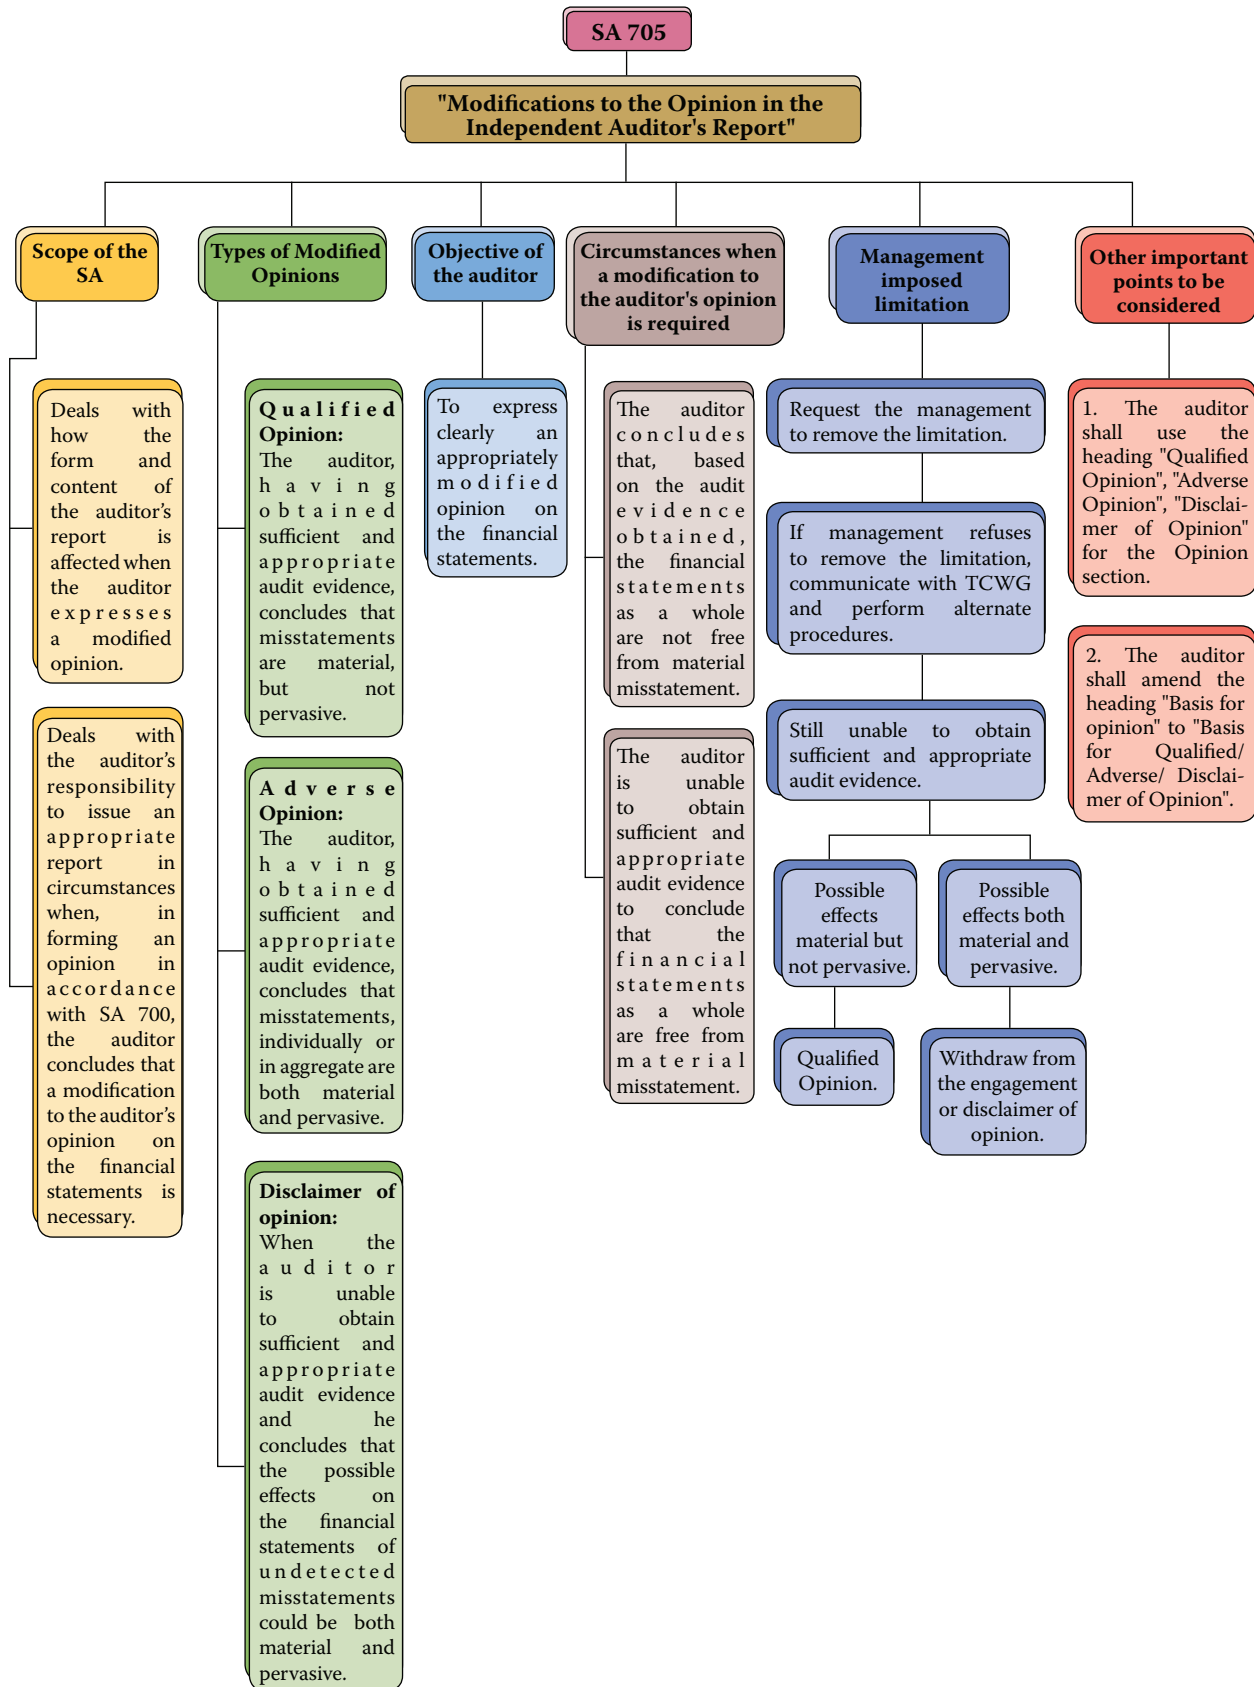 SA 705
"Modifications to the Opinion in the
Independent Auditor's Report"
Scope of the
SA
Deals with
how the
form and
content of
the auditor's
report is
affected when
the auditor
expresses
a modified
opinion.
Deals with
the auditor's
responsibility
to issue an
appropriate
report in
circumstances
when, in
forming an
opinion in
accordance
with SA 700,
the auditor
concludes that
a modification
to the auditor's
opinion on
the financial
statements is
necessary.
Types of Modified
Opinions
Qualified
Opinion:
The auditor,
having
obtained
sufficient and
appropriate
audit evidence,
concludes that
misstatements
are material,
but not
pervasive.
Adverse
Opinion:
The auditor,
having
obtained
sufficient and
appropriate
audit evidence,
concludes that
misstatements,
individually or
in aggregate are
both material
and pervasive.
Disclaimer of
opinion:
When the
auditor
is unable
to obtain
sufficient and
appropriate
audit evidence
and he
concludes that
the possible
effects on
the financial
statements of
undetected
misstatements
could be both
material and
pervasive.
Objective of
the auditor
To express
clearly an
appropriately
modified
opinion on
the financial
statements.
Circumstances when
a modification to
the auditor's opinion
is required
The auditor
concludes
that, based
on the audit
evidence
obtained,
the financial
statements
as a whole
are not free
from material
misstatement.
The auditor
is unable
to obtain
sufficient and
appropriate
audit evidence
to conclude
that the
financial
statements
as a whole
are free from
material
misstatement.
Management
imposed
limitation
Request the management
to remove the limitation.
If management refuses
to remove the limitation,
communicate with TCWG
and perform alternate
procedures.
Still unable to obtain
sufficient and appropriate
audit evidence.
Possible
effects
material but
not pervasive.
Qualified
Opinion.
Possible
effects both
material and
pervasive.
Withdraw from
the engagement
or disclaimer of
opinion.
Other important
points to be
considered
1. The auditor
shall use the
heading "Qualified
Opinion", "Adverse
Opinion", "Disclai-
mer of Opinion"
for the Opinion
section.
2. The auditor
shall amend the
heading "Basis for
opinion" to "Basis
for Qualified/
Adverse/ Disclai-
mer of Opinion".